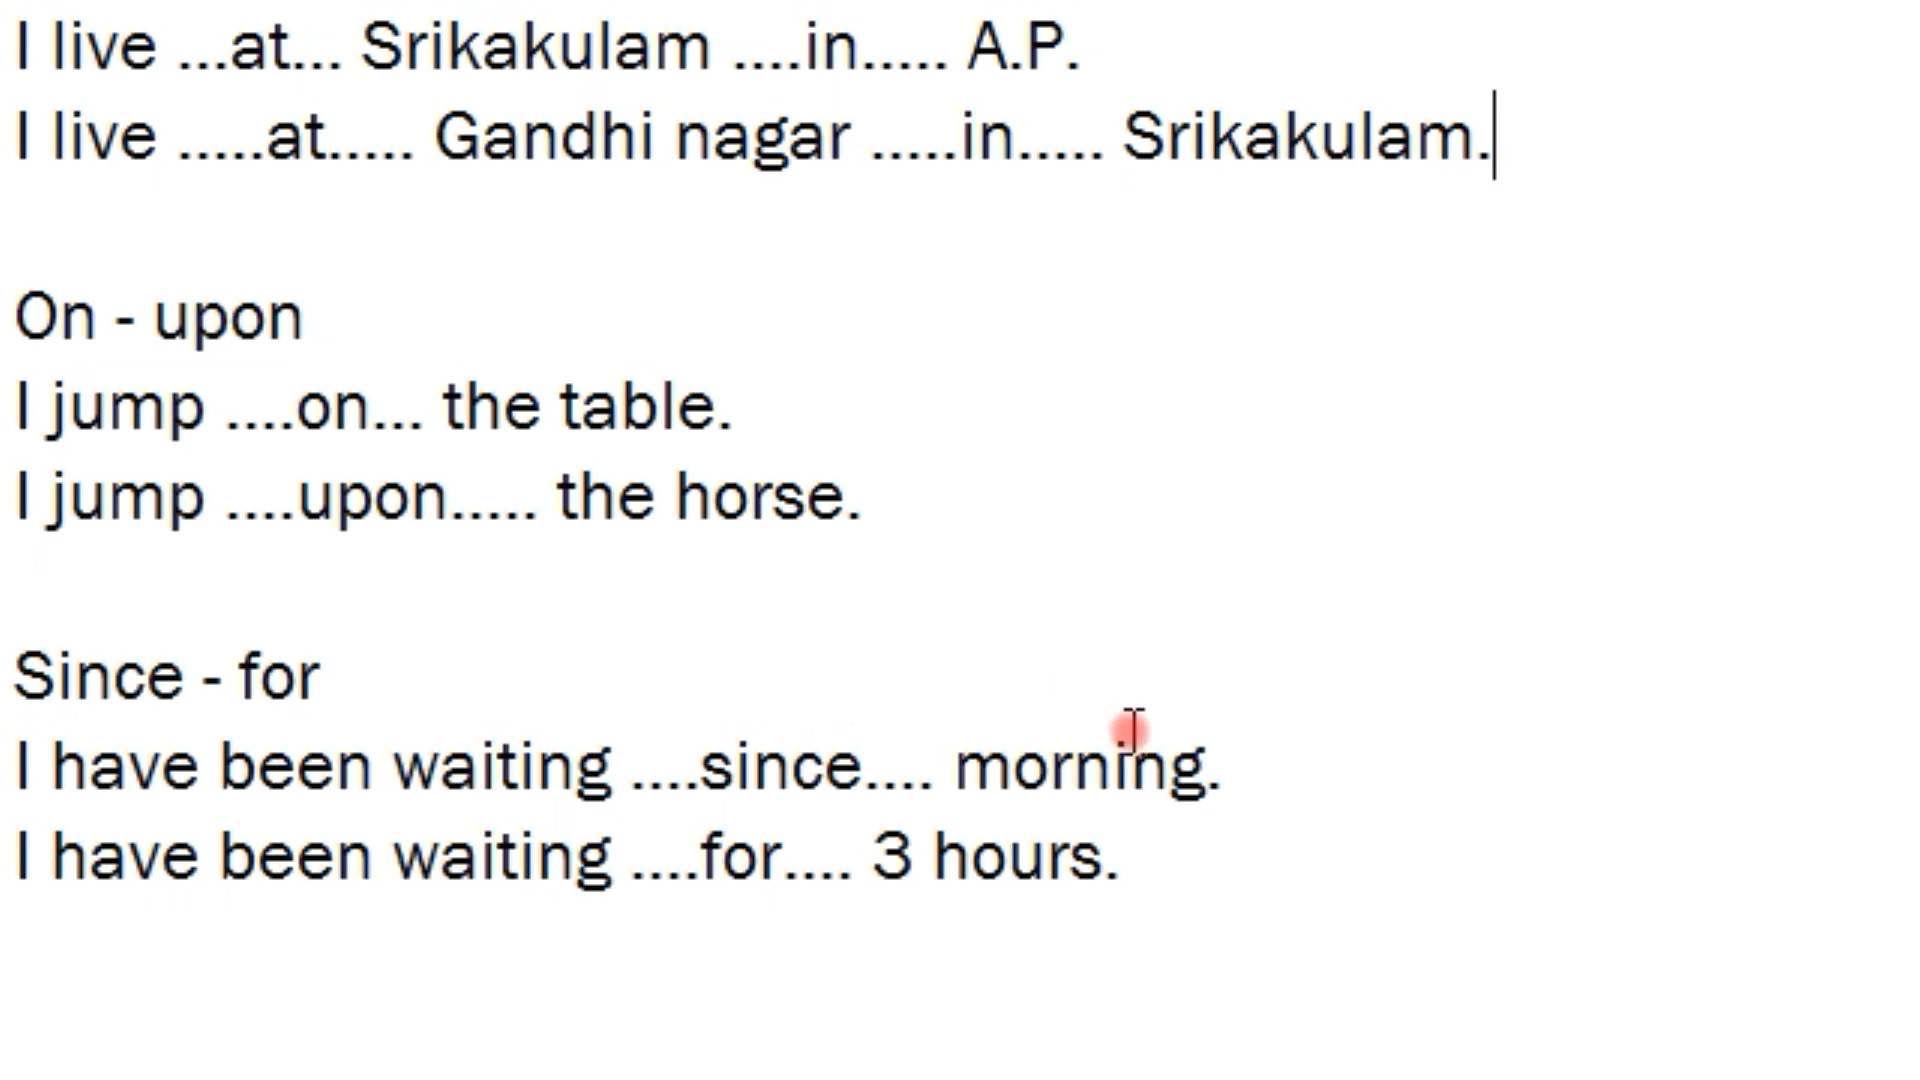 I live ...at... Srikakulam ....in..... A.P.
I live .....at..... Gandhi nagar .....in..... Srikakulam.
On - upon
I jump ....on... the table.
I jump ....upon..... the horse.
Since - for
I have been waiting ....since.... morning.
I have been waiting ....for.... 3 hours.